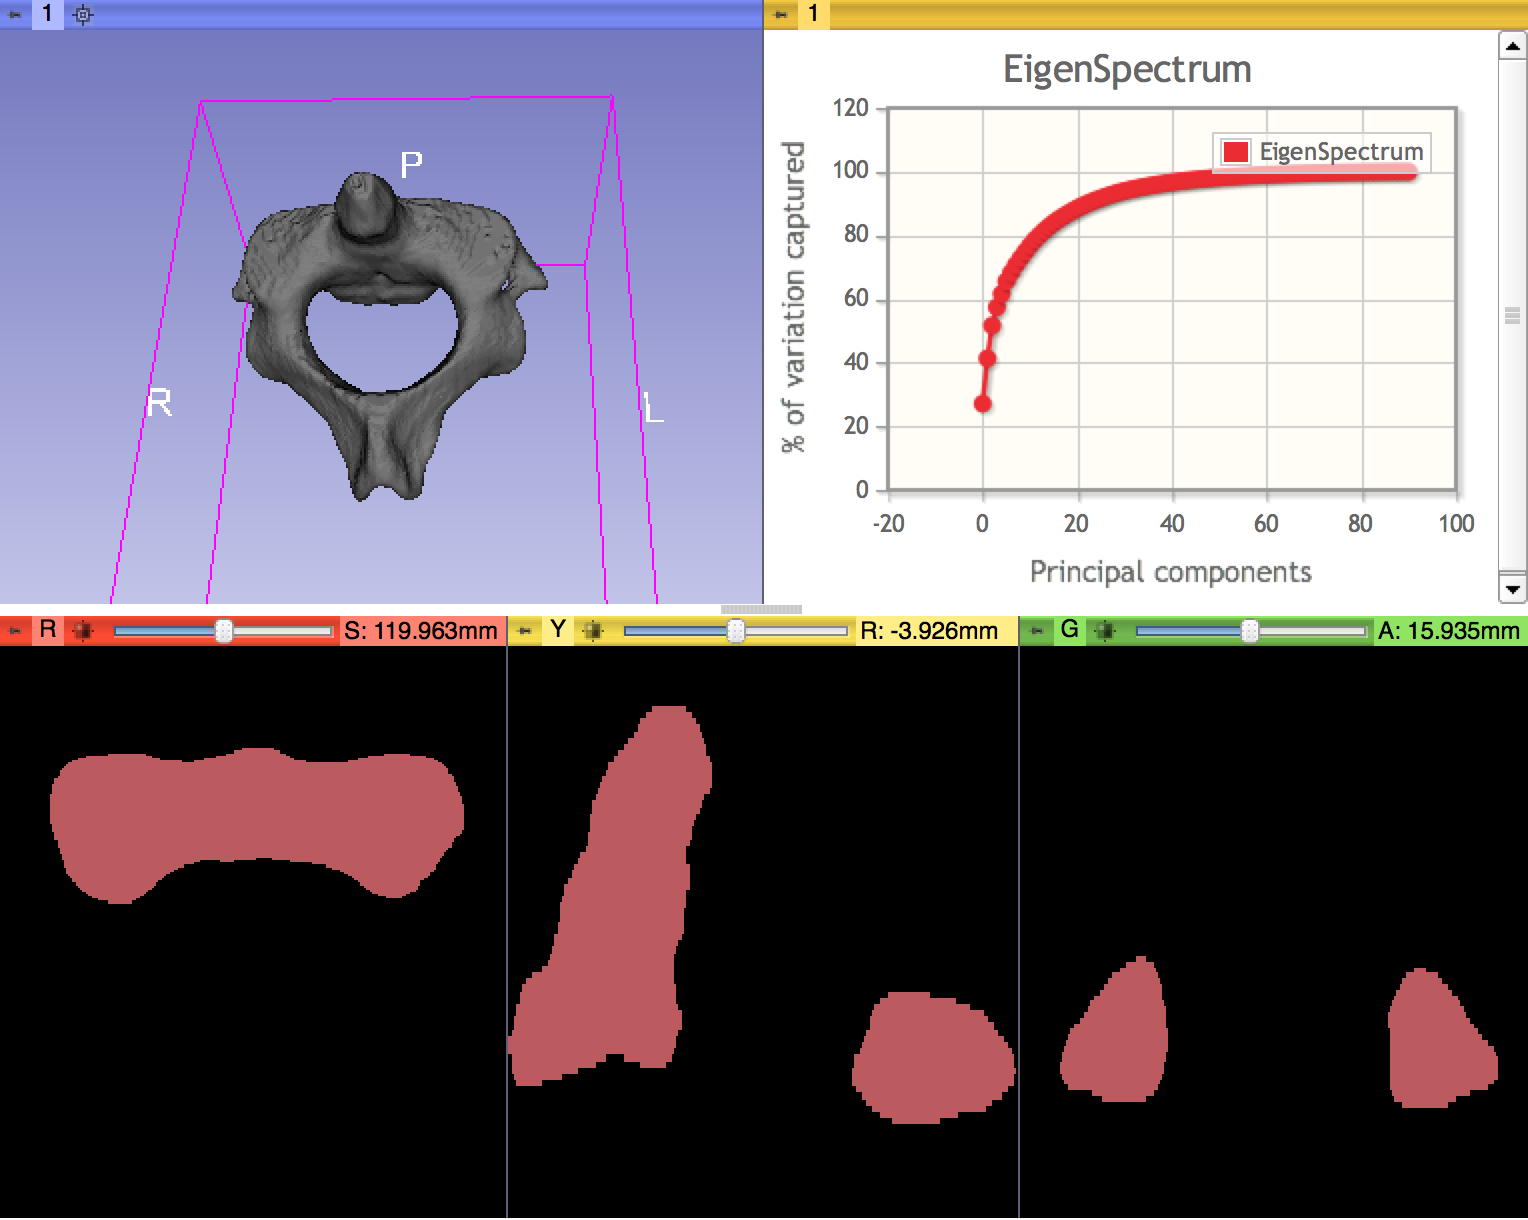 1
1
P
R
L
EigenSpectrum
EigenSpectrum
120
100
80
60
40
20
0
-20 0 20 40 60 80 100
% of variation captured
Principal components
R S: 119.963mm
Y R: -3.926mm
G A: 15.935mm